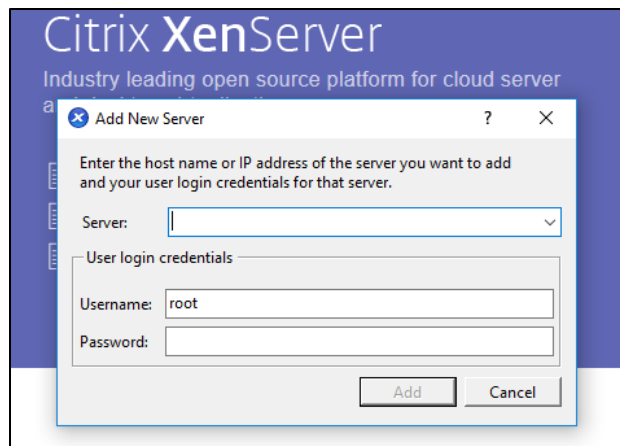 Citrix XenServer
Industry leading open source platform for cloud server
Add New Server
?
Enter the host name or IP address of the server you want to add
and your user login credentials for that server.
Server:
User login credentials
Username: root
Password:
Add Cancel